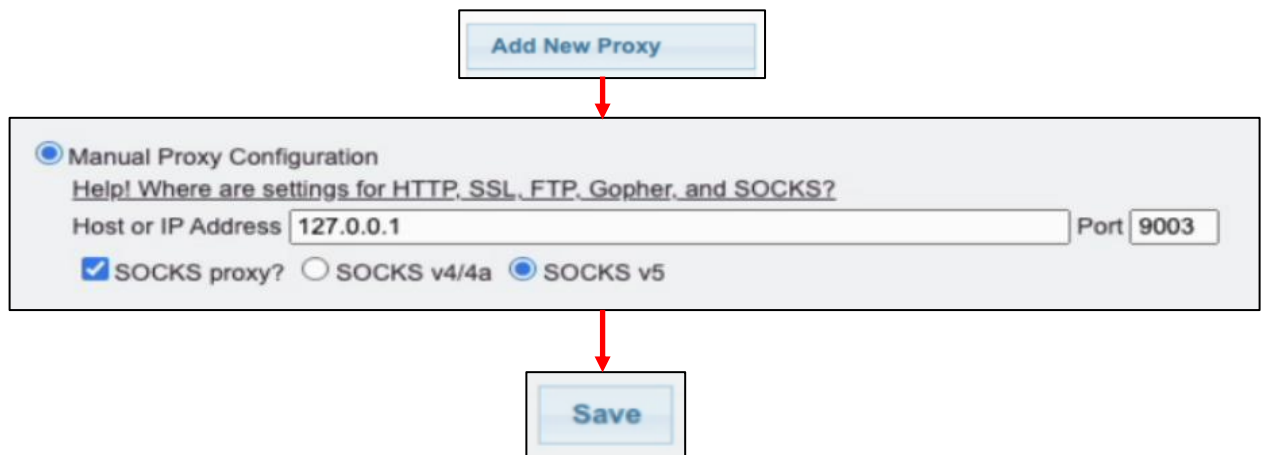 Add New Proxy
Manual Proxy Configuration
Help! Where are settings for HTTP, SSL, FTP, Gopher, and SOCKS?
Host or IP Address 127.0.0.1 Port 9003
SOCKS proxy? SOCKS v4/4a SOCKS v5
Save